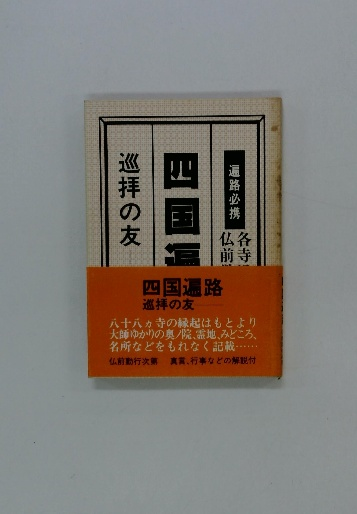 遍路必携
各寺
仏前
四国遍
巡拝の友
四国遍路
巡拝の友
八十八ヵ寺の縁起はもとより
大師ゆかりの奥ノ院、霊地、みどころ、
名所などをもれなく記載……
仏前勤行次第 真言、行事などの解説付